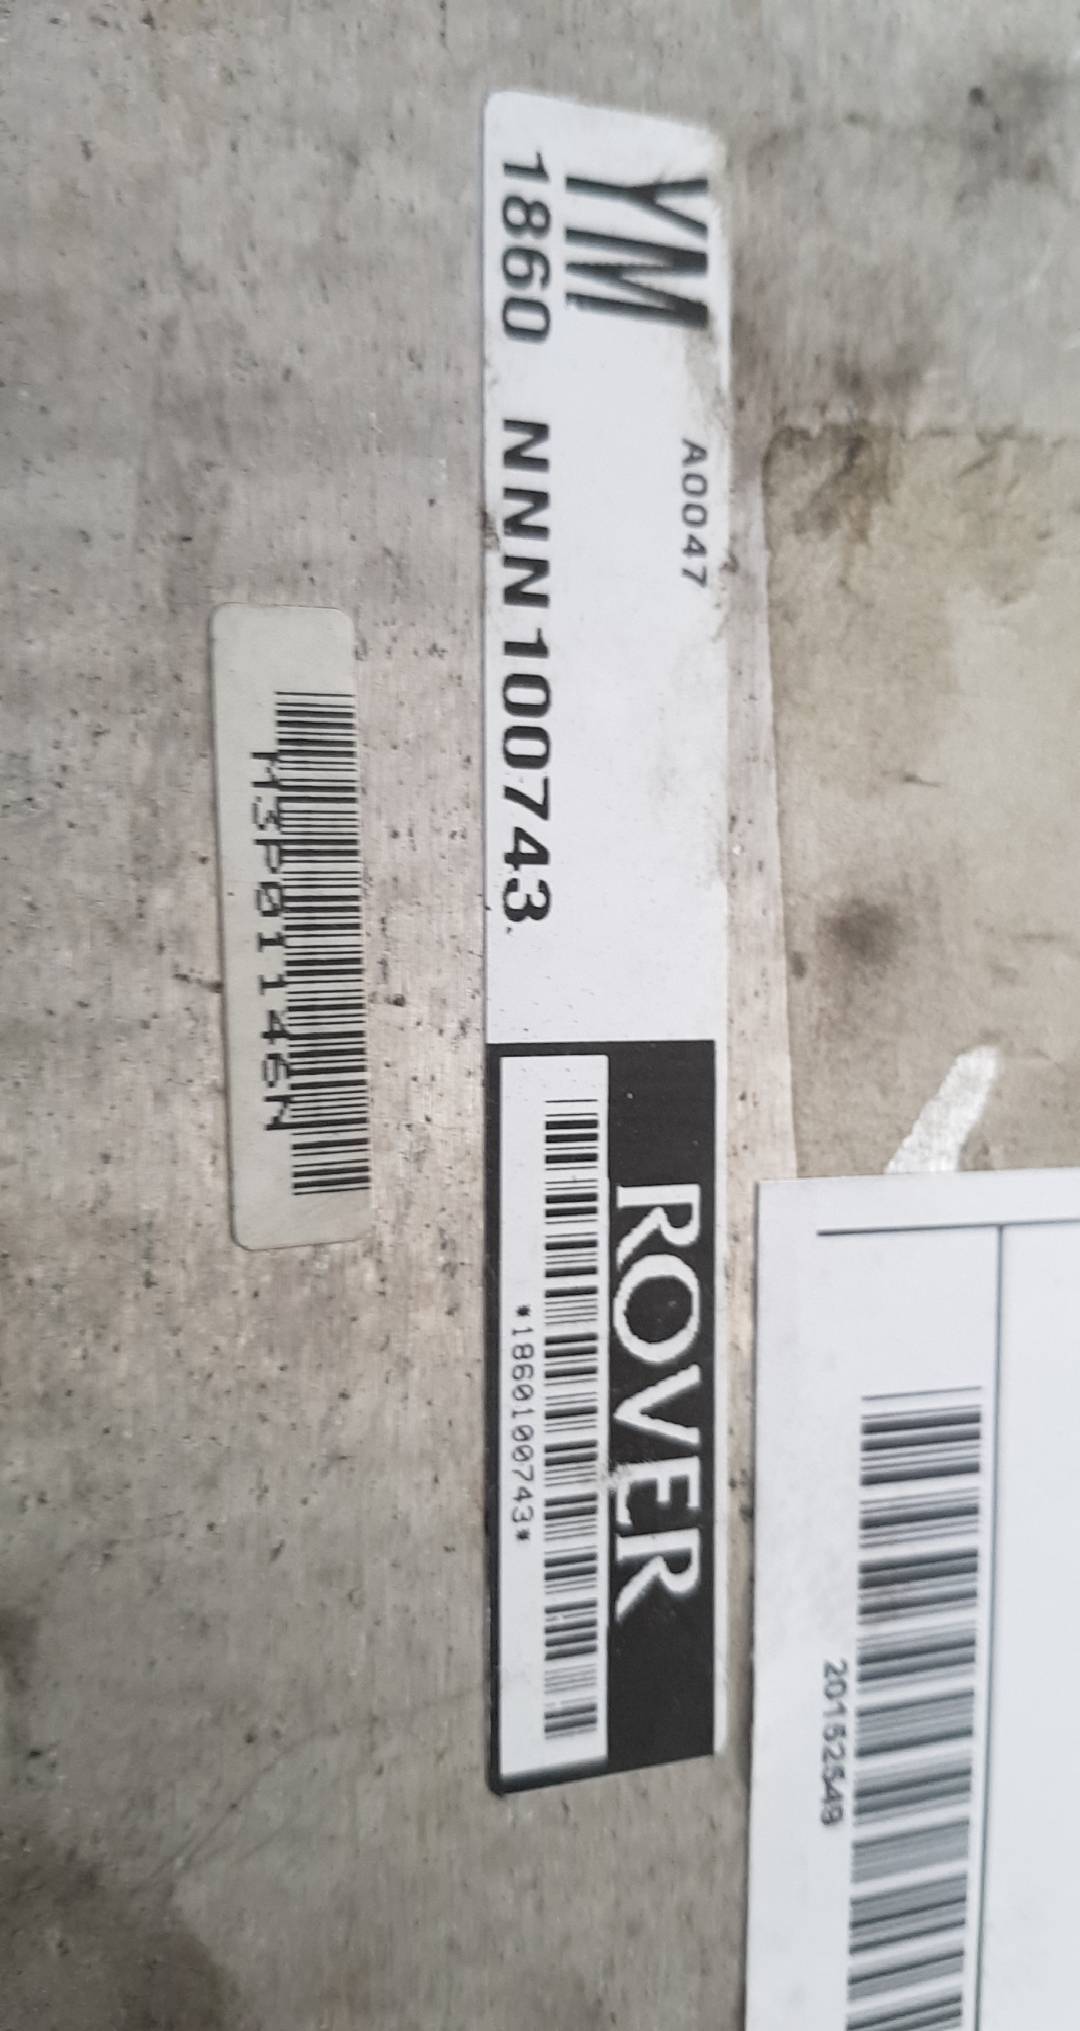 YM
A0047
1860 NNN100743
ROVER
*1860100743*
M3P01146N
20152549